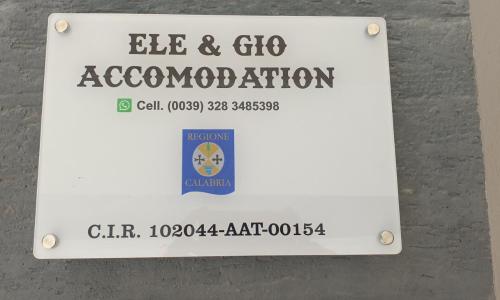 ELE & GIO
ACCOMODATION
Cell. (0039) 328 3485398
REGIONE
CALABRIA
C.I.R. 102044-AAT-00154